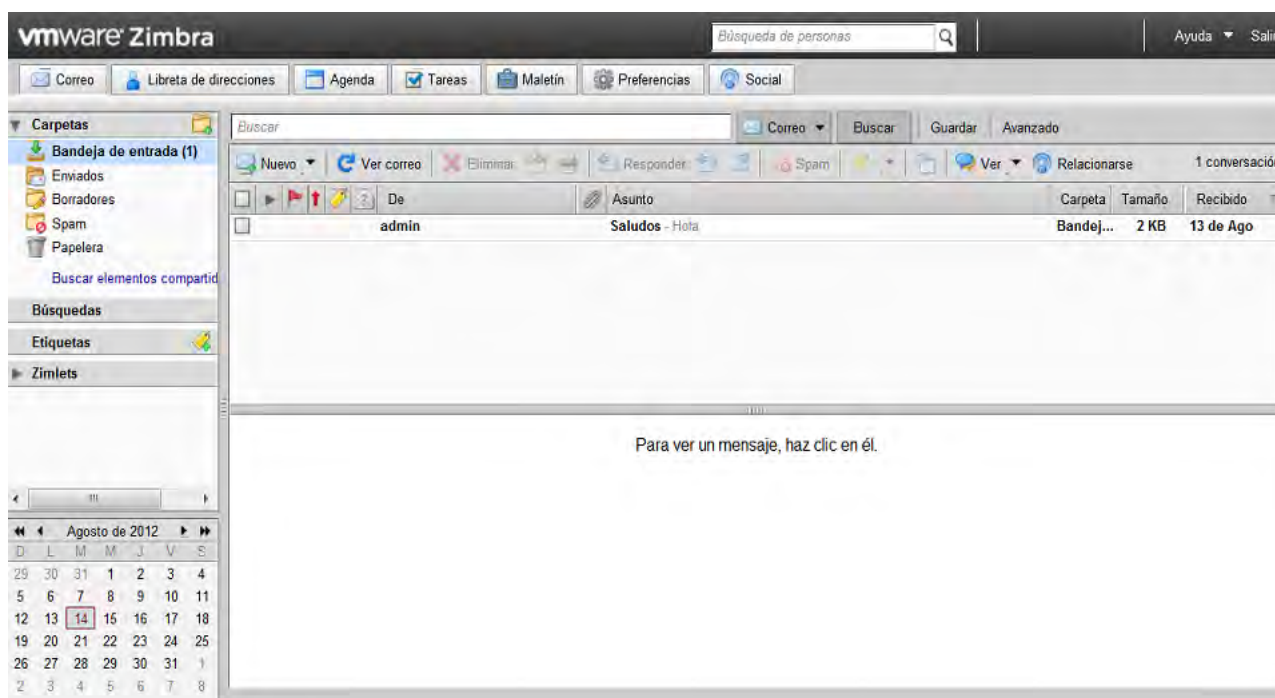 vmware Zimbra
Búsqueda de personas
Ayuda
Correo Libreta de direcciones Agenda Tareas Maletín Preferencias Social
Carpetas
Bandeja de entrada (1)
Enviados
Borradores
Spam
Papelera
Buscar elementos compartid
Búsquedas
Etiquetas
Zimlets
Buscar Correo Buscar Guardar Avanzado
Nuevo Ver correo Eliminar Responder Spam Ver Relacionarse 1 conversació
De Asunto Carpeta Tamaño Recibido
admin Saludos - Hola Bandej... 2 KB 13 de Ago
Para ver un mensaje, haz clic en él.
Agosto de 2012
D L M M J V S
29 30 31 1 2 3 4
5 6 7 8 9 10 11
12 13 14 15 16 17 18
19 20 21 22 23 24 25
26 27 28 29 30 31 1
2 3 4 5 6 7 8